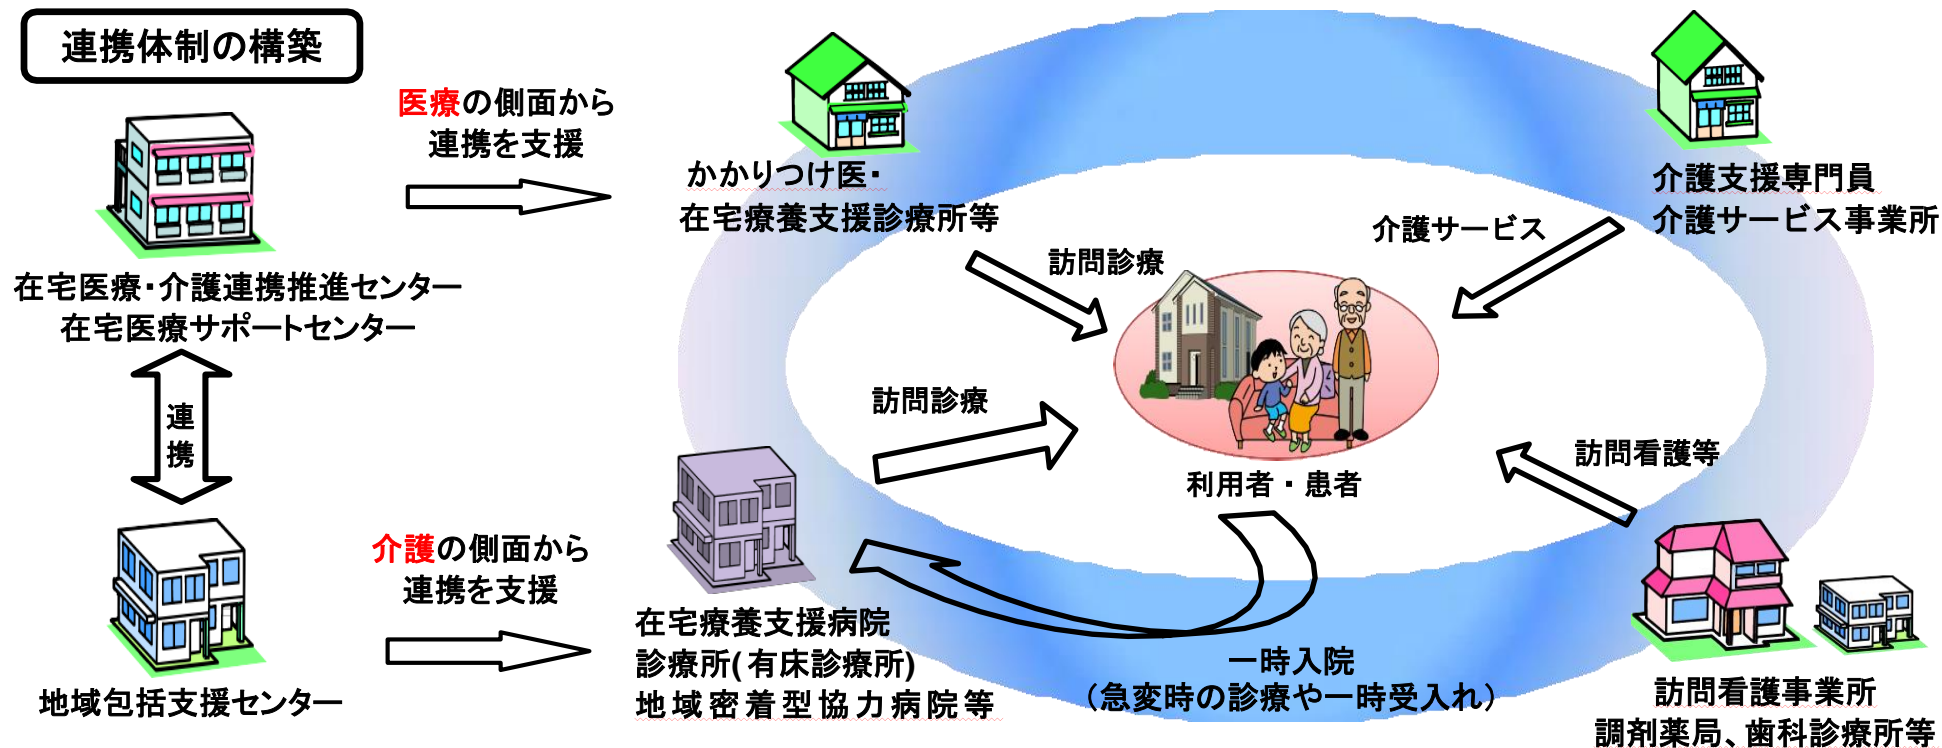 連携体制の構築
医療の側面から
連携を支援
かかりつけ医・
在宅療養支援診療所等
介護支援専門員
介護サービス事業所
介護サービス
訪問診療
在宅医療・介護連携推進センター
在宅医療サポートセンター
連
携
訪問診療
訪問看護等
利用者・患者
介護の側面から
連携を支援
在宅療養支援病院
診療所(有床診療所)
地域密着型協力病院等
一時入院
(急変時の診療や一時受入れ)
地域包括支援センター
訪問看護事業所
調剤薬局、歯科診療所等